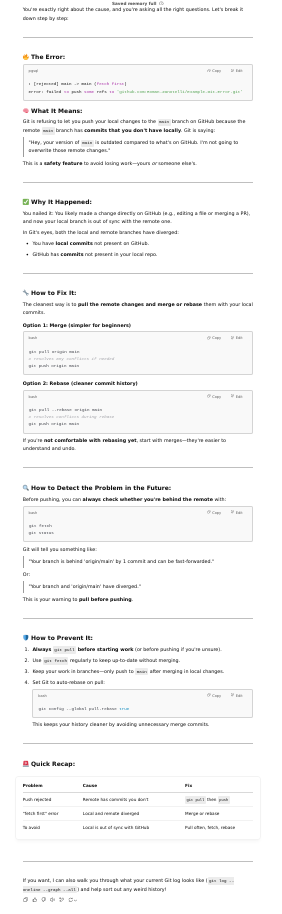 Saved memory full
You're exactly right about the cause, and you're asking all the right questions. Let's break it
down step by step:
The Error:
Copy
Edit
! [rejected] main -> main (fetch first)
error: failed to push some refs to
What It Means:
Git is refusing to let you push your local changes to the main branch on GitHub because the
remote main branch has commits that you don't have locally. Git is saying:
"Hey, your version of main is outdated compared to what's on GitHub. I'm not going to
overwrite those remote changes."
This is a safety feature to avoid losing work—yours or someone else's.
Why It Happened:
You nailed it: You likely made a change directly on GitHub (e.g., editing a file or merging a PR),
and now your local branch is out of sync with the remote.
In Git's eyes, both the local and remote branches have diverged:
• You have local commits not present on GitHub.
• GitHub has commits not present in your local repo.
How to Fix It:
The cleanest way is to pull the remote changes and merge or rebase them with your local
commits.
Option 1: Merge (simpler for beginners)
bash
Copy
Edit
git pull origin main
# resolve any conflicts if needed
git push origin main
Option 2: Rebase (cleaner commit history)
bash
Copy
Edit
git pull --rebase origin main
# resolve conflicts during rebase
git push origin main
If you're not comfortable with rebasing yet, start with merges—they're easier to
understand and undo.
How to Detect the Problem in the Future:
Before pushing, you can always check whether you're behind the remote with:
bash
Copy
Edit
git fetch
git status
Git will tell you something like:
"Your branch is behind 'origin/main' by 1 commit and can be fast-forwarded."
Or:
"Your branch and 'origin/main' have diverged."
This is your warning to pull before pushing.
How to Prevent It:
1. Always git pull before starting work (or before pushing if you're unsure).
2. Use git fetch regularly to keep up-to-date without merging.
3. Keep your work in branches—only push to main after merging in local changes.
4. Set Git to auto-rebase on pull:
bash
Copy
Edit
git config --global pull.rebase true
This keeps your history cleaner by avoiding unnecessary merge commits.
Quick Recap:
Problem Cause Fix
Push rejected Remote has commits you don't git pull then push
"fetch first" error Local and remote diverged Merge or rebase
To avoid Local is out of sync with GitHub Pull often, fetch, rebase
If you want, I can also walk you through what your current Git log looks like (git log --
oneline --graph --all) and help sort out any weird history!